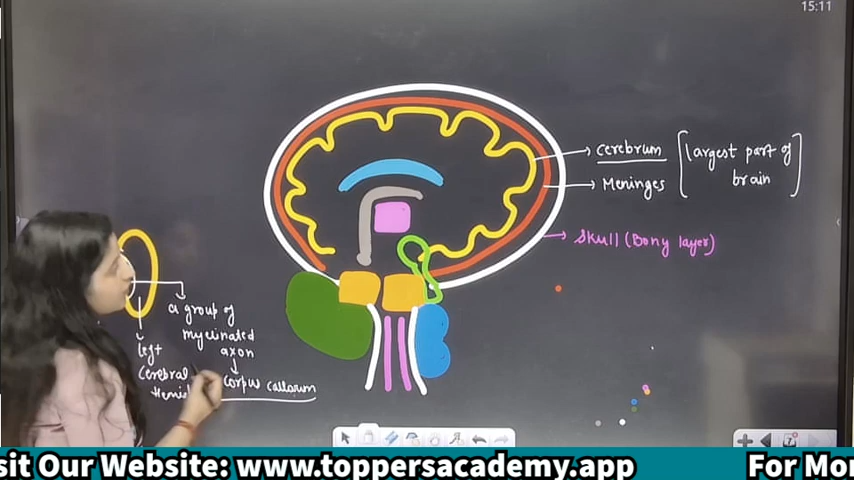 15:11
cerebrum [largest part of
brain]
Meninges
Skull (Bony layer)
a group of
myelinated
axon
left
Cerebral
Corpus callosum
sit Our Website: www.toppersacademy.app
For Mor